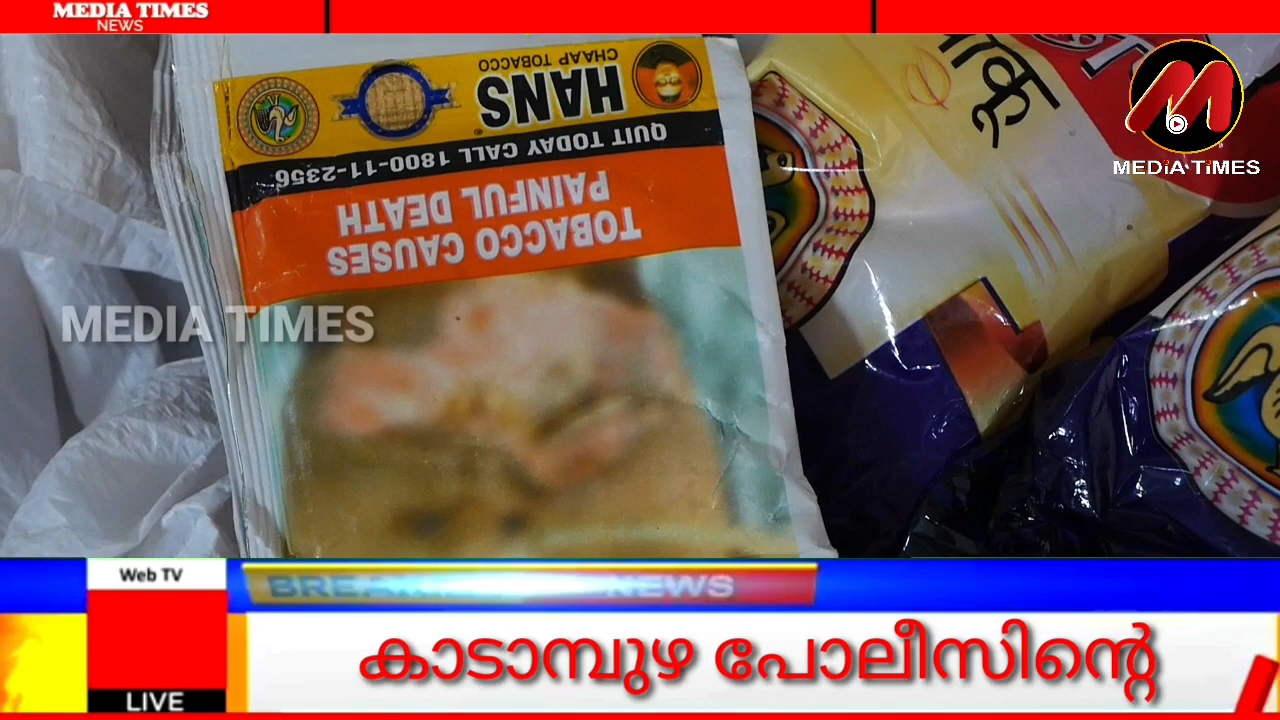 MEDIA TIMES
NEWS
CHAAP TOBACCO
HANS
®
QUIT TODAY CALL 1800-11-2356
TOBACCO CAUSES
PAINFUL DEATH
MEDIA TIMES
MEDIA TIMES
Web TV
NEWS
LIVE
കാടാമ്പുഴ പോലീസിന്റെ